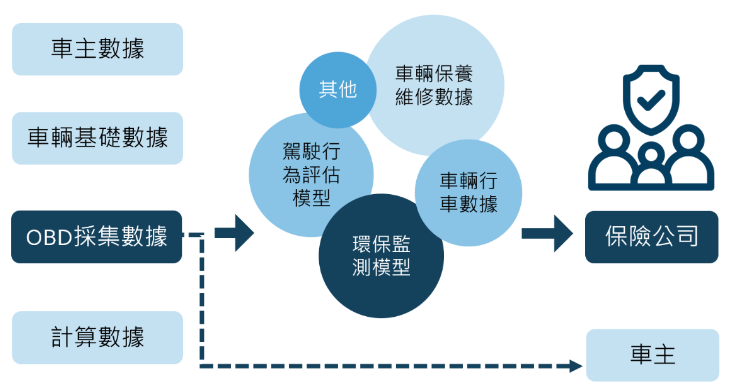 車主數據
車輛基礎數據
OBD採集數據
計算數據
其他
車輛保養
維修數據
駕駛行
為評估
模型
車輛行
車數據
環保監
測模型
保險公司
車主